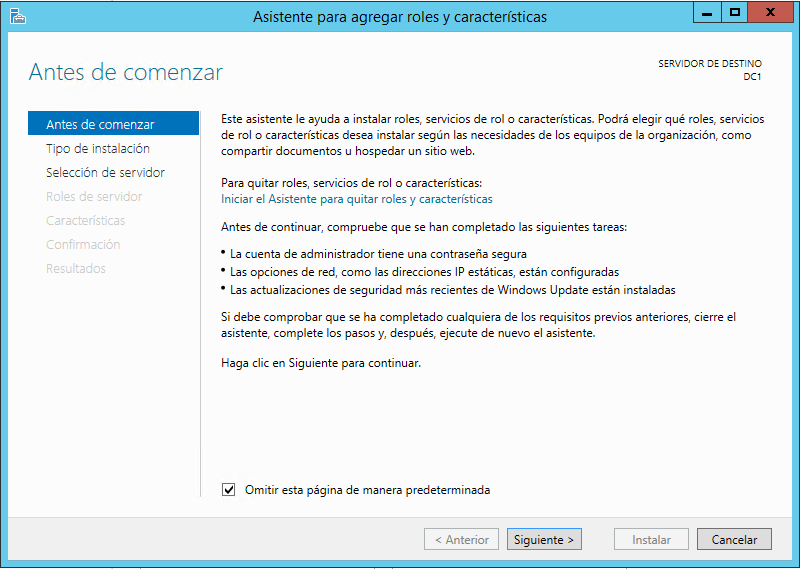 Asistente para agregar roles y características
Antes de comenzar
SERVIDOR DE DESTINO
DC1
Antes de comenzar
Tipo de instalación
Selección de servidor
Roles de servidor
Características
Confirmación
Resultados
Este asistente le ayuda a instalar roles, servicios de rol o características. Podrá elegir qué roles, servicios
de rol o características desea instalar según las necesidades de los equipos de la organización, como
compartir documentos u hospedar un sitio web.
Para quitar roles, servicios de rol o características:
Iniciar el Asistente para quitar roles y características
Antes de continuar, compruebe que se han completado las siguientes tareas:
• La cuenta de administrador tiene una contraseña segura
• Las opciones de red, como las direcciones IP estáticas, están configuradas
• Las actualizaciones de seguridad más recientes de Windows Update están instaladas
Si debe comprobar que se ha completado cualquiera de los requisitos previos anteriores, cierre el
asistente, complete los pasos y, después, ejecute de nuevo el asistente.
Haga clic en Siguiente para continuar.
Omitir esta página de manera predeterminada
< Anterior
Siguiente >
Instalar
Cancelar